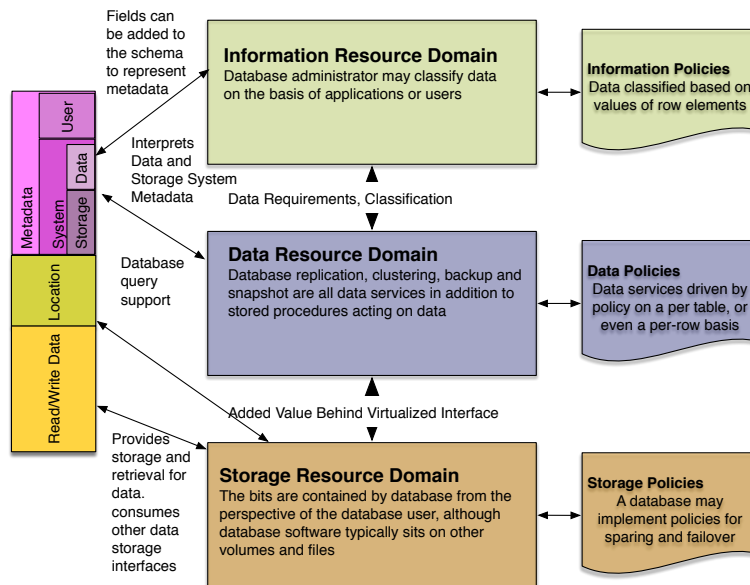 Fields can
be added to
the schema
to represent
metadata
Information Resource Domain
Database administrator may classify data
on the basis of applications or users
Information Policies
Data classified based on
values of row elements
User
Data
Storage
System
Metadata
Location
Read/Write Data
Interprets
Data and
Storage System
Metadata
Data Requirements, Classification
Database
query
support
Data Resource Domain
Database replication, clustering, backup and
snapshot are all data services in addition to
stored procedures acting on data
Data Policies
Data services driven by
policy on a per table, or
even a per-row basis
Added Value Behind Virtualized Interface
Provides
storage and
retrieval for
data.
consumes
other data
storage
interfaces
Storage Resource Domain
The bits are contained by database from the
perspective of the database user, although
database software typically sits on other
volumes and files
Storage Policies
A database may
implement policies for
sparing and failover